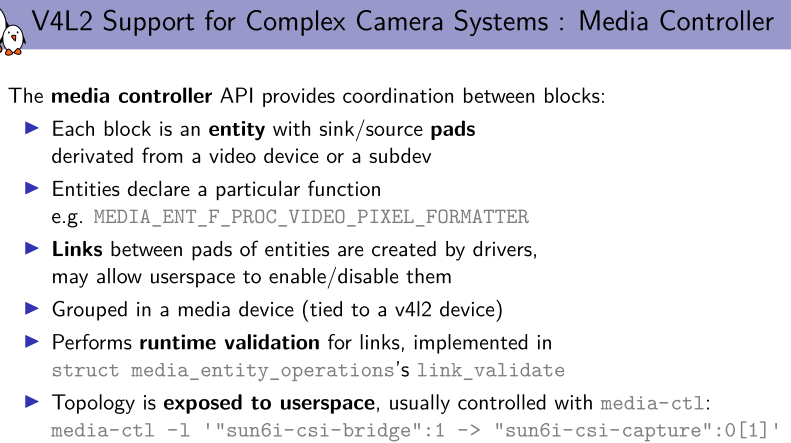 V4L2 Support for Complex Camera Systems : Media Controller
The media controller API provides coordination between blocks:
Each block is an entity with sink/source pads
derivated from a video device or a subdev
Entities declare a particular function
e.g. MEDIA_ENT_F_PROC_VIDEO_PIXEL_FORMATTER
Links between pads of entities are created by drivers,
may allow userspace to enable/disable them
Grouped in a media device (tied to a v4l2 device)
Performs runtime validation for links, implemented in
struct media_entity_operations's link_validate
Topology is exposed to userspace, usually controlled with media-ctl:
media-ctl -l '"sun6i-csi-bridge":1 -> "sun6i-csi-capture":0[1]'